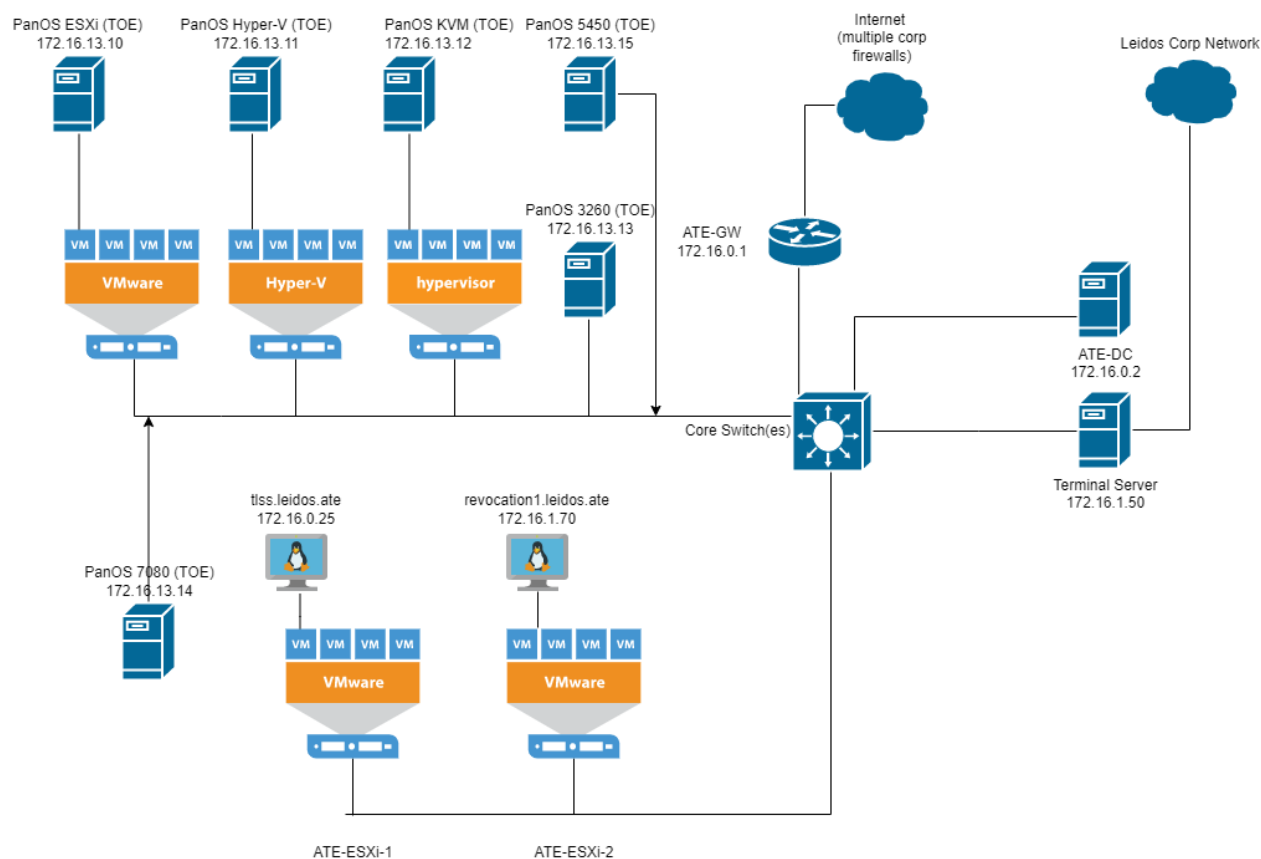 PanOS ESXi (TOE)
172.16.13.10
PanOS Hyper-V (TOE)
172.16.13.11
PanOS KVM (TOE)
172.16.13.12
PanOS 5450 (TOE)
172.16.13.15
Internet
(multiple corp
firewalls)
Leidos Corp Network
PanOS 3260 (TOE)
172.16.13.13
ATE-GW
172.16.0.1
VM VM VM VM
VMware
VM VM VM VM
Hyper-V
VM VM VM VM
hypervisor
ATE-DC
172.16.0.2
Core Switch(es)
Terminal Server
172.16.1.50
tlss.leidos.ate
172.16.0.25
revocation1.leidos.ate
172.16.1.70
PanOS 7080 (TOE)
172.16.13.14
VM VM VM VM
VMware
VM VM VM VM
VMware
ATE-ESXi-1
ATE-ESXi-2